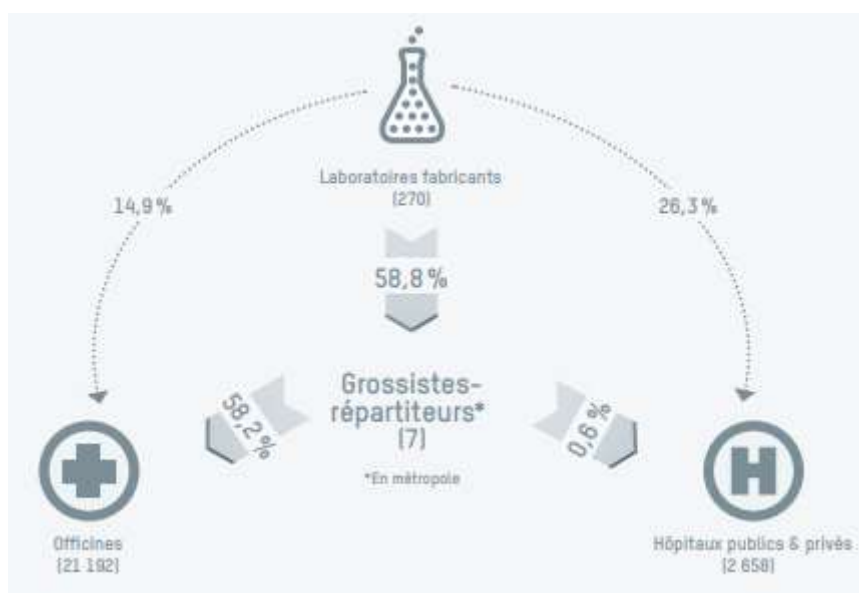 Laboratoires fabricants
(270)
14,9 %
26,3 %
58,8 %
Grossistes-
répartiteurs*
(7)
*En métropole
58,2 %
0,6 %
Officines
(21 192)
H
Hôpitaux publics & privés
(2 658)